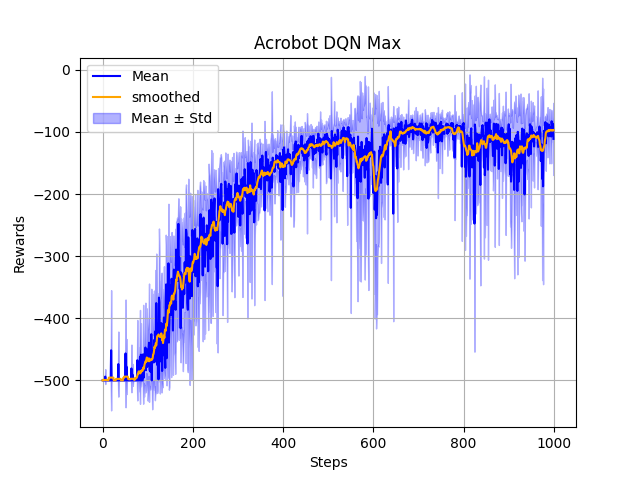 Acrobot DQN Max
Mean
smoothed
Mean ± Std
0
−100
−200
−300
−400
−500
Rewards
0 200 400 600 800 1000
Steps